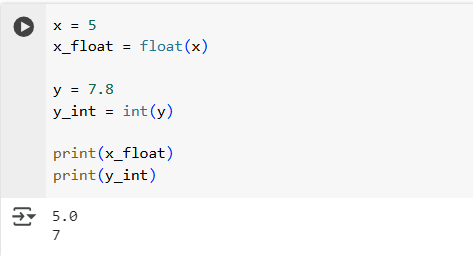 x = 5
x_float = float(x)
y = 7.8
y_int = int(y)
print(x_float)
print(y_int)
5.0
7